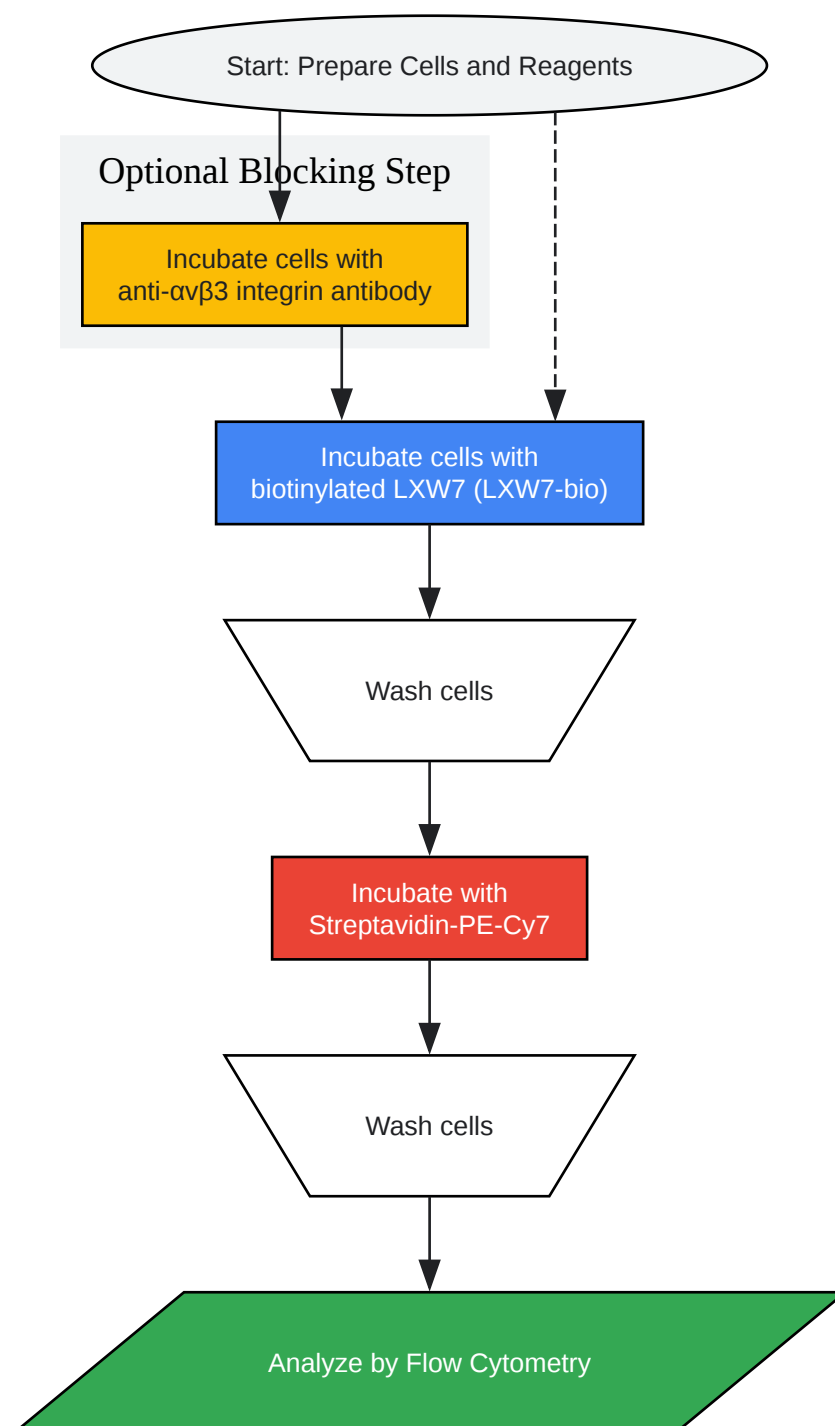 Start: Prepare Cells and Reagents
Optional Blocking Step
Incubate cells with
anti-αvβ3 integrin antibody
Incubate cells with
biotinylated LXW7 (LXW7-bio)
Wash cells
Incubate with
Streptavidin-PE-Cy7
Wash cells
Analyze by Flow Cytometry